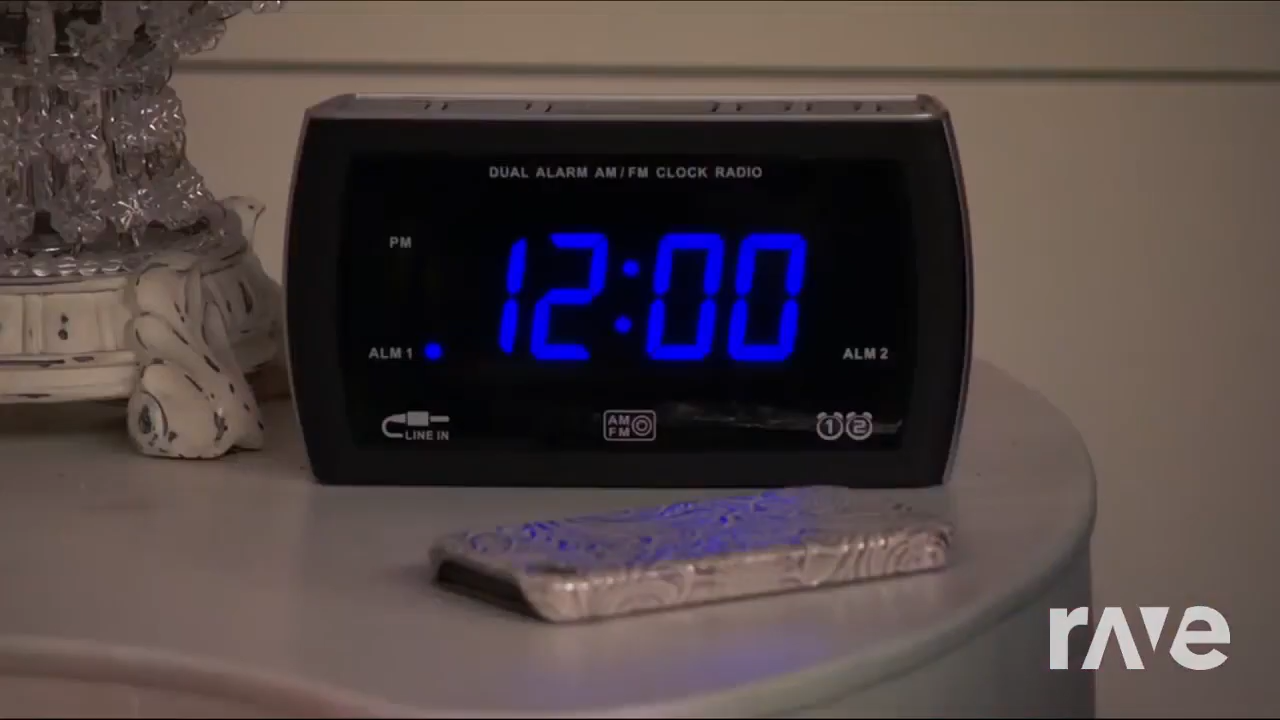 DUAL ALARM AM/FM CLOCK RADIO
PM
12:00
ALM 1
ALM 2
LINE IN
AM
FM
1 2
rave